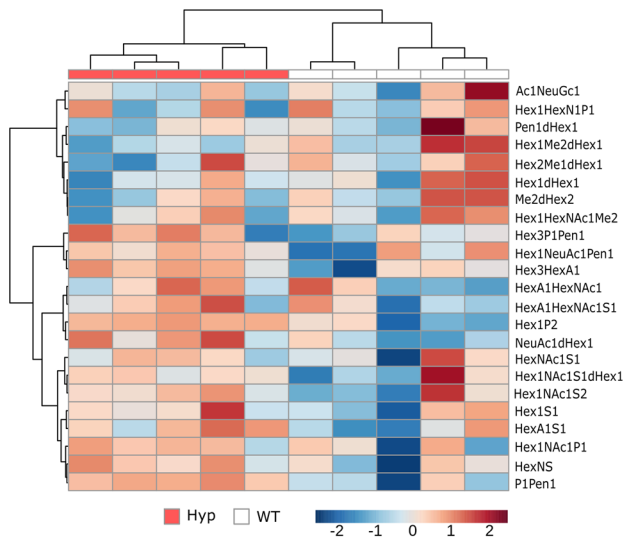 Ac1NeuGc1
Hex1HexN1P1
Pen1dHex1
Hex1Me2dHex1
Hex2Me1dHex1
Hex1dHex1
Me2dHex2
Hex1HexNAc1Me2
Hex3P1Pen1
Hex1NeuAc1Pen1
Hex3HexA1
HexA1HexNAc1
HexA1HexNAc1S1
Hex1P2
NeuAc1dHex1
HexNAc1S1
Hex1NAc1S1dHex1
Hex1NAc1S2
Hex1S1
HexA1S1
Hex1NAc1P1
HexNS
P1Pen1
Hyp WT
-2 -1 0 1 2